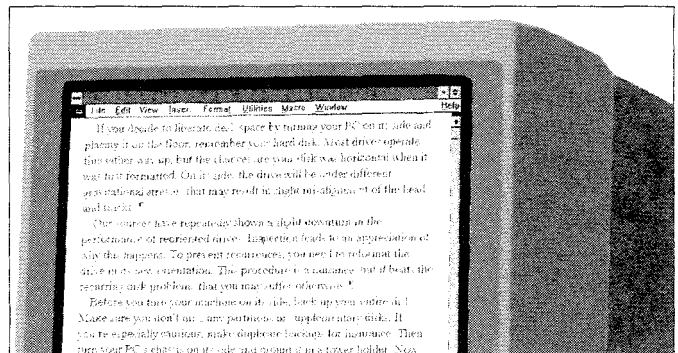 File Edit View Layer Format Utilities Macro Window Help
If you decide to liberate desk space by turning your PC on its side and
placing it on the floor, remember your hard disk. Most drives operate
this either way up, but the chances are your disk was horizontal when it
was first formatted. On its side, the drive will be under different
gravitational stresses that may result in slight misalignment of the head
and tracks. ¶
Our sources have repeatedly shown a slight downturn in the
performance of reoriented drives. Inspection leads to an appreciation of
why this happens. To prevent recurrences, you need to reformat the
drive in its new orientation. The procedure is a nuisance, but it beats the
recurring disk problems that you may suffer otherwise. ¶
Before you turn your machine on its side, back up your entire disk.
Make sure you don't miss any partitions or supplementary disks. If
you're especially cautious, make duplicate backups for insurance. Then
turn your PC's chassis on its side and mount it in a tower holder. Now